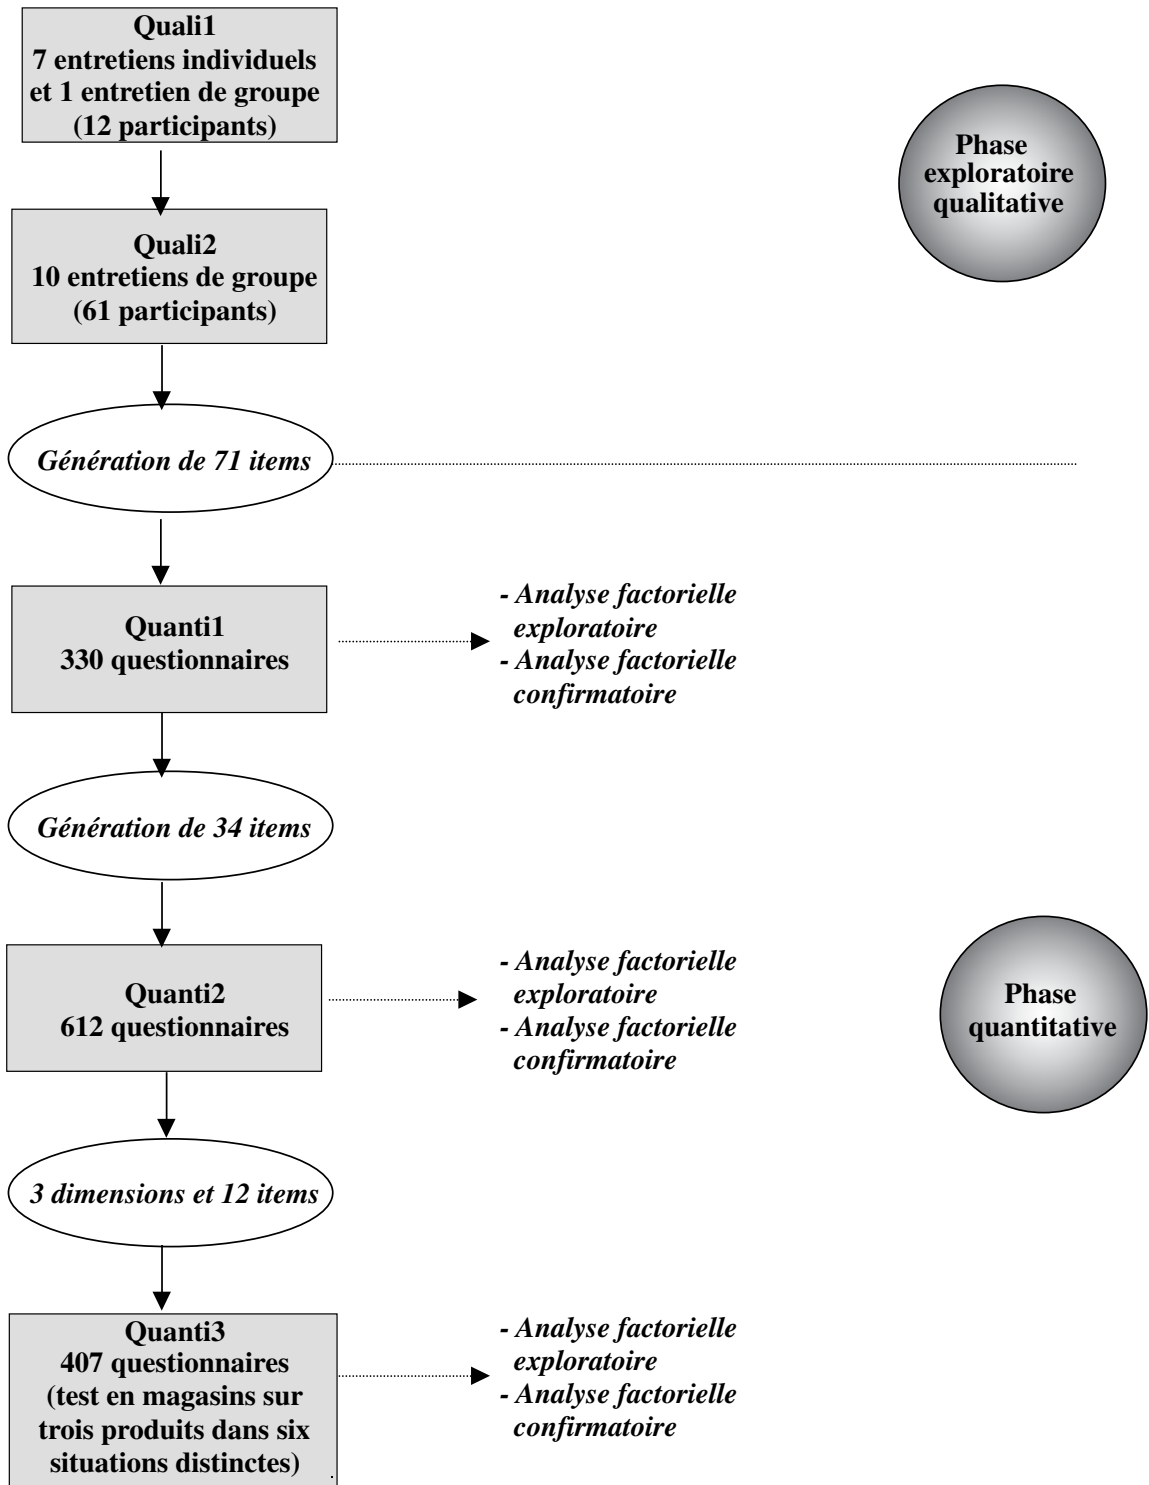 Quali1
7 entretiens individuels
et 1 entretien de groupe
(12 participants)
Phase
exploratoire
qualitative
Quali2
10 entretiens de groupe
(61 participants)
Génération de 71 items
Quanti1
330 questionnaires
- Analyse factorielle
exploratoire
- Analyse factorielle
confirmatoire
Génération de 34 items
Quanti2
612 questionnaires
- Analyse factorielle
exploratoire
- Analyse factorielle
confirmatoire
Phase
quantitative
3 dimensions et 12 items
Quanti3
407 questionnaires
(test en magasins sur
trois produits dans six
situations distinctes)
- Analyse factorielle
exploratoire
- Analyse factorielle
confirmatoire